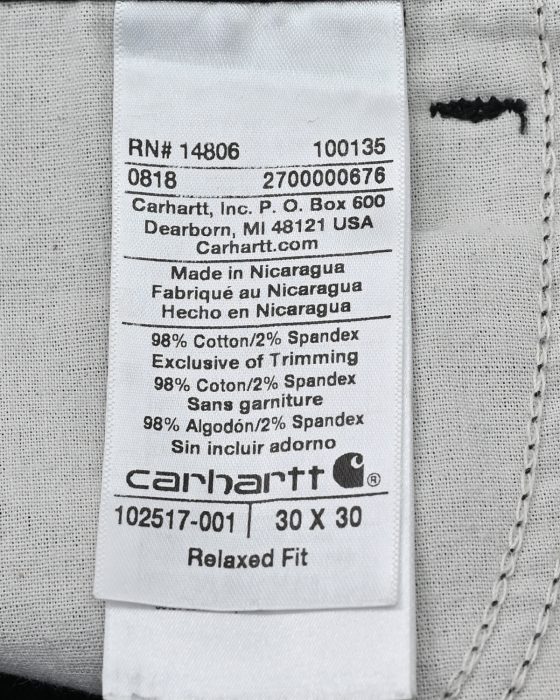 RN# 14806 100135
0818 2700000676
Carhartt, Inc. P. O. Box 600
Dearborn, MI 48121 USA
Carhartt.com
Made in Nicaragua
Fabriqué au Nicaragua
Hecho en Nicaragua
98% Cotton/2% Spandex
Exclusive of Trimming
98% Coton/2% Spandex
Sans garniture
98% Algodón/2% Spandex
Sin incluir adorno
carhartt ®
102517-001 | 30 X 30
Relaxed Fit